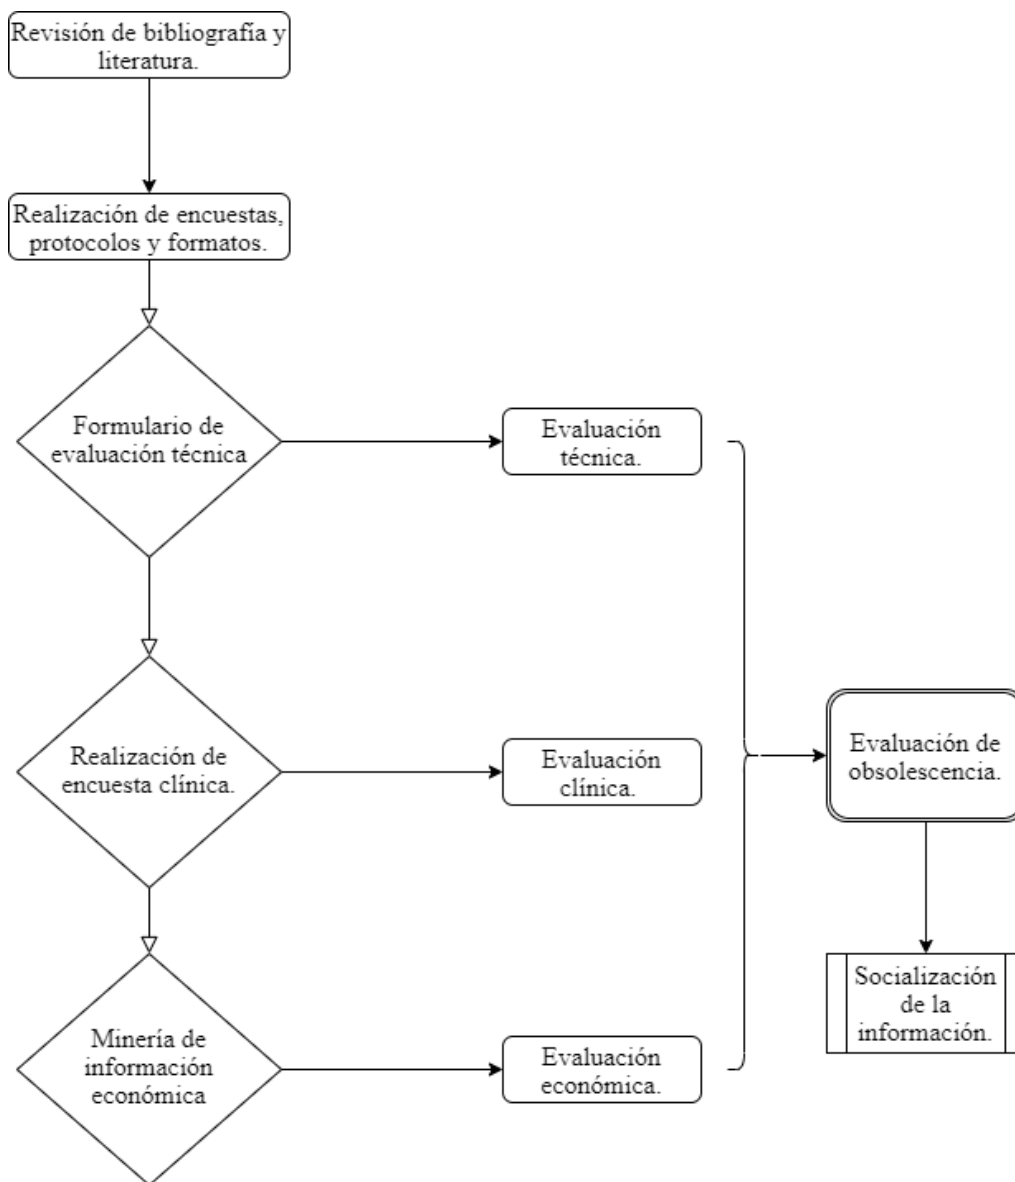 Revisión de bibliografía y
literatura.
Realización de encuestas,
protocolos y formatos.
Formulario de
evaluación técnica
Evaluación
técnica.
Realización de
encuesta clínica.
Evaluación
clínica.
Evaluación de
obsolescencia.
Socialización
de la
información.
Minería de
información
económica
Evaluación
económica.